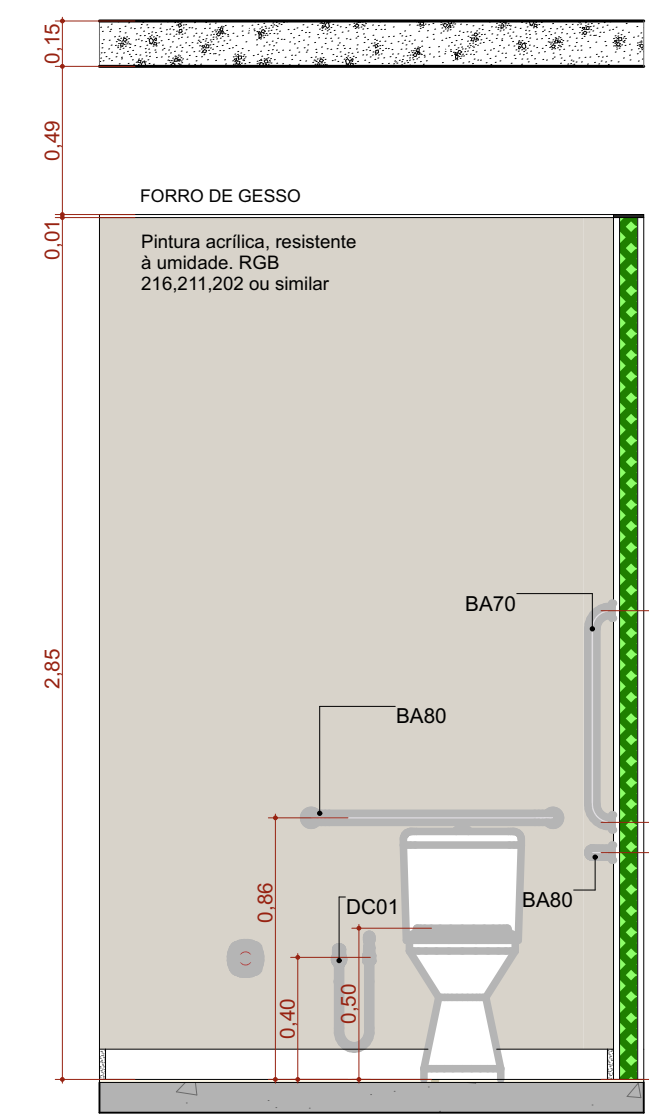 0,15
0,49
FORRO DE GESSO
0,01
Pintura acrílica, resistente
à umidade. RGB
216,211,202 ou similar
BA70
2,85
BA80
0,86
DC01
BA80
0,50
0,40